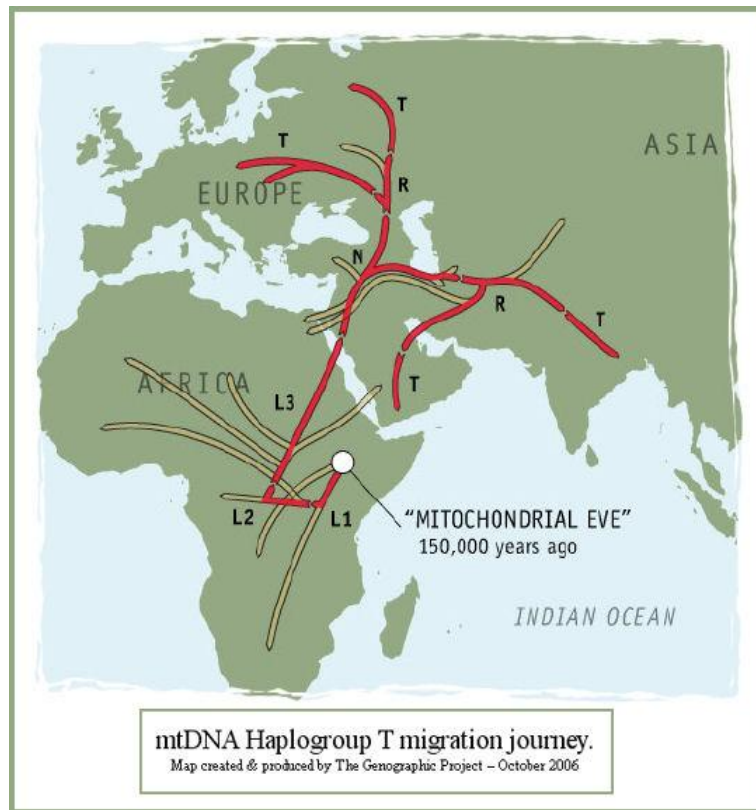 T
T
ASIA
EUROPE
R
N
R
T
AFRICA
T
L3
L2
L1
"MITOCHONDRIAL EVE"
150,000 years ago
INDIAN OCEAN
mtDNA Haplogroup T migration journey.
Map created & produced by The Genographic Project – October 2006